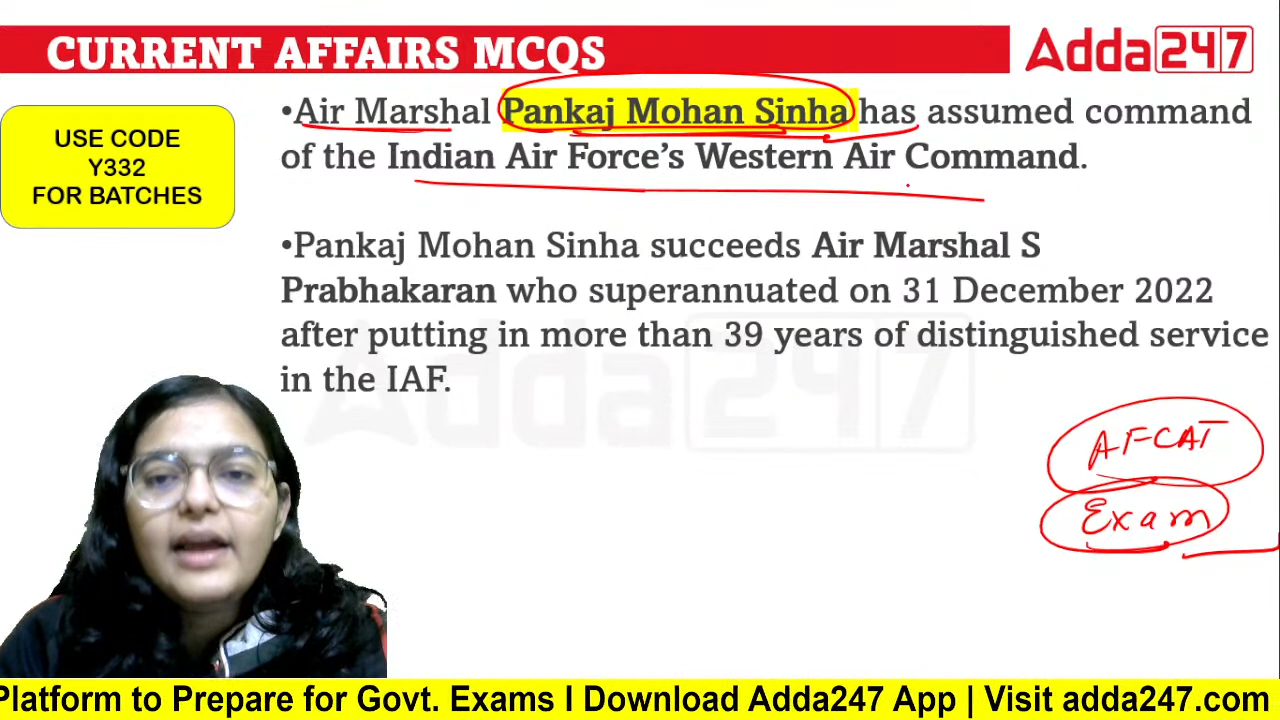 CURRENT AFFAIRS MCQS
Adda247
USE CODE
Y332
FOR BATCHES
•Air Marshal Pankaj Mohan Sinha has assumed command
of the Indian Air Force’s Western Air Command.
•Pankaj Mohan Sinha succeeds Air Marshal S
Prabhakaran who superannuated on 31 December 2022
after putting in more than 39 years of distinguished service
in the IAF.
Adda247
AFCAT
Exam
Platform to Prepare for Govt. Exams I Download Adda247 App | Visit adda247.com